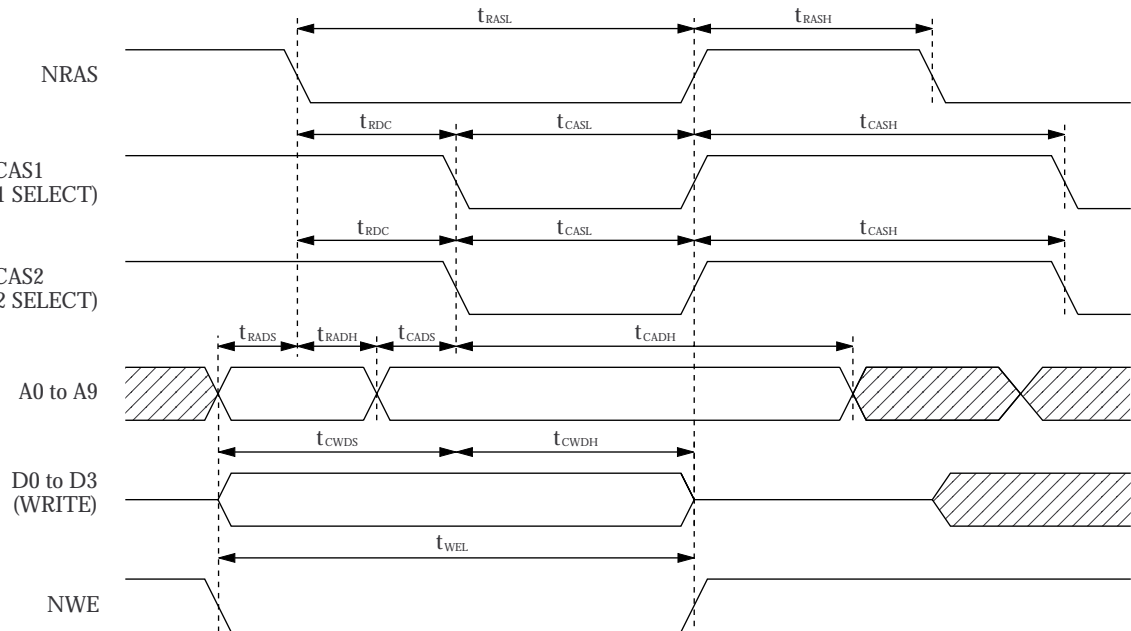 tRASL tRASH
NRAS
tRDC tCASL tCASH
CAS1
1 SELECT)
tRDC tCASL tCASH
CAS2
2 SELECT)
tRADS tRADH tCADS tCADH
A0 to A9
tCWDS tCWDH
D0 to D3
(WRITE)
tWEL
NWE